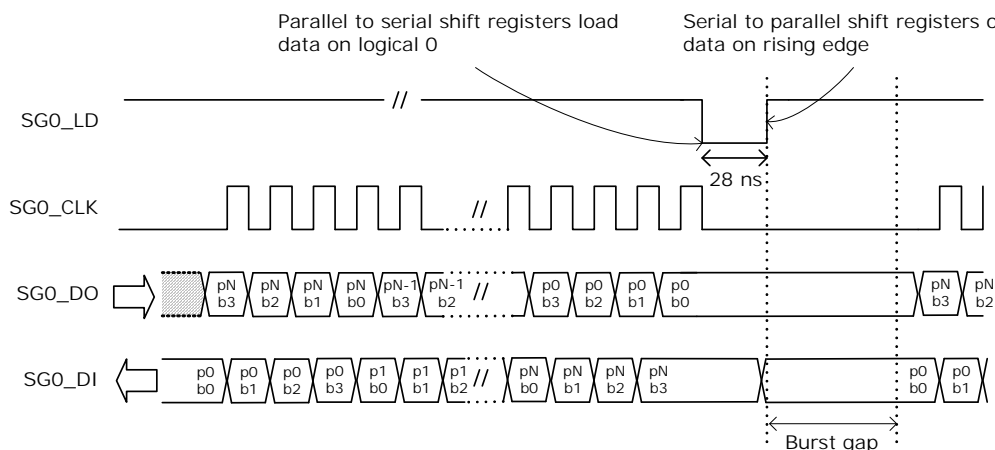 Parallel to serial shift registers load
data on logical 0
Serial to parallel shift registers
data on rising edge
SG0_LD
//
28 ns
SG0_CLK
//
SG0_DO
pN b3 pN b2 pN b1 pN b0 pN-1 b3 pN-1 b2 // p0 b3 p0 b2 p0 b1 p0 b0 pN b3 pN b2
SG0_DI
p0 b0 p0 b1 p0 b2 p0 b3 p1 b0 p1 b1 p1 b2 // pN b0 pN b1 pN b2 pN b3 p0 b0 p0 b1
Burst gap